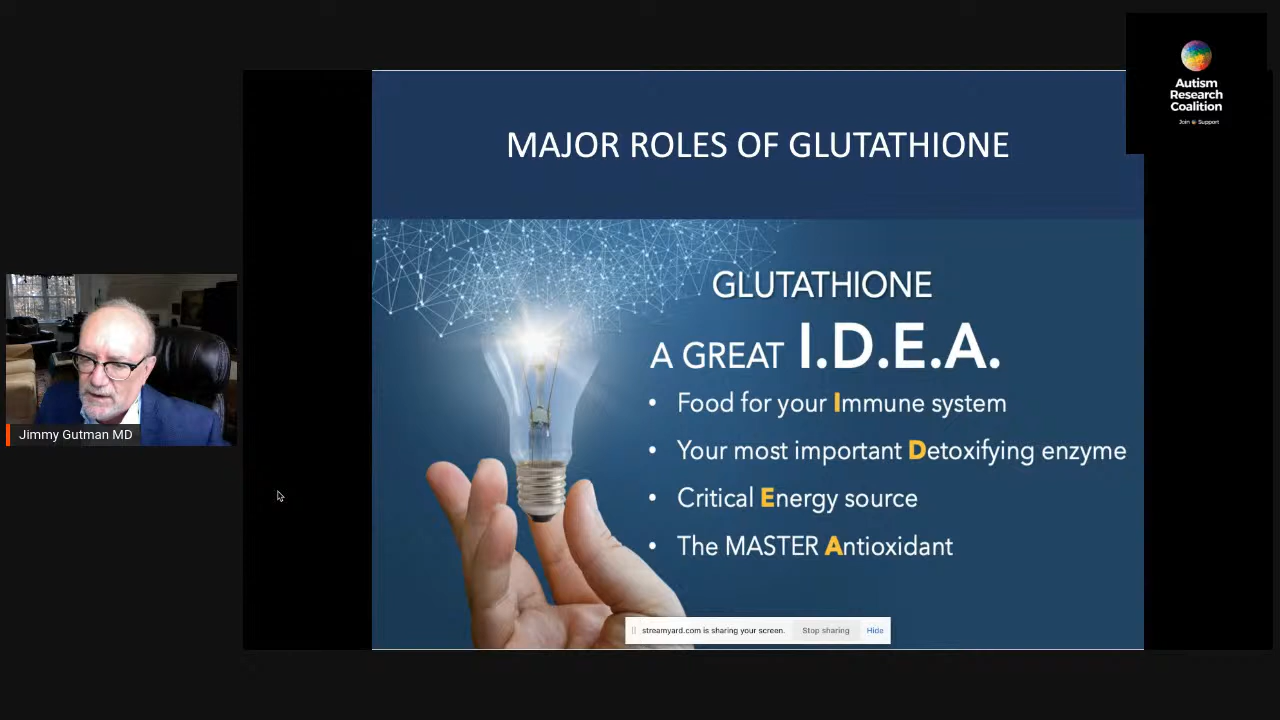 Autism
Research
Coalition
Join & Support
MAJOR ROLES OF GLUTATHIONE
GLUTATHIONE
A GREAT I.D.E.A.
• Food for your Immune system
• Your most important Detoxifying enzyme
• Critical Energy source
• The MASTER Antioxidant
Jimmy Gutman MD
streamyard.com is sharing your screen. Stop sharing Hide